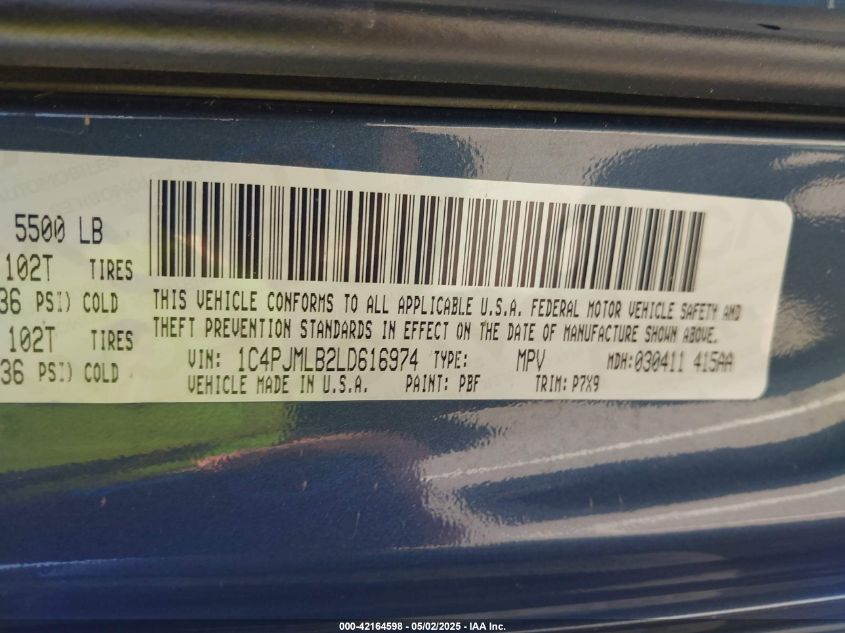 5500 LB
102T TIRES
36 PSI) COLD
102T TIRES
36 PSI) COLD
THIS VEHICLE CONFORMS TO ALL APPLICABLE U.S.A. FEDERAL MOTOR VEHICLE SAFETY AND
THEFT PREVENTION STANDARDS IN EFFECT ON THE DATE OF MANUFACTURE SHOWN ABOVE.
VIN: 1C4PJMLB2LD616974 TYPE: MPV MDH:030411 415AA
VEHICLE MADE IN U.S.A. PAINT: PBF TRIM: P7X9
000-42164598 - 05/02/2025 - IAA Inc.